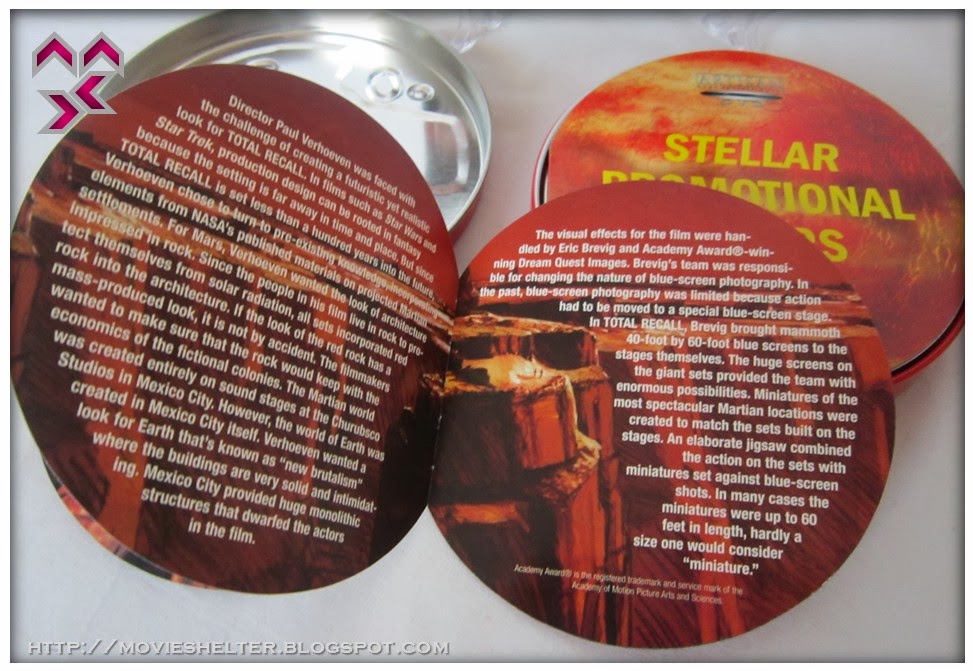 Director Paul Verhoeven was faced with
the challenge of creating a futuristic yet realistic
look for TOTAL RECALL. In films such as Star Wars and
Star Trek, production design can be rooted in fantasy
because the setting is far away in time and place. But since
TOTAL RECALL is set less than a hundred years into the future,
Verhoeven chose to turn to pre-existing knowledge, incorporating
elements from NASA's published materials on projected Martian
settlements. For Mars, Verhoeven wanted the look of architecture
impressed in rock. Since the people in his film live in rock to pro-
tect themselves from solar radiation, all sets incorporated red
rock into the architecture. If the look of the red rock has a
mass-produced look, it is not by accident. The filmmakers
wanted to make sure that the rock would keep with the
economics of the fictional colonies. The Martian world
was created entirely on sound stages at the Churubsco
Studios in Mexico City. However, the world of Earth was
created in Mexico City itself. Verhoeven wanted a
look for Earth that's known as "new brutalism"
where the buildings are very solid and intimidat-
ing. Mexico City provided huge monolithic
structures that dwarfed the actors
in the film.
The visual effects for the film were han-
dled by Eric Brevig and Academy Award®-win-
ning Dream Quest Images. Brevig's team was responsi-
ble for changing the nature of blue-screen photography. In
the past, blue-screen photography was limited because action
had to be moved to a special blue-screen stage.
In TOTAL RECALL, Brevig brought mammoth
40-foot by 60-foot blue screens to the
stages themselves. The huge screens on
the giant sets provided the team with
enormous possibilities. Miniatures of the
most spectacular Martian locations were
created to match the sets built on the
stages. An elaborate jigsaw combined
the action on the sets with
miniatures set against blue-screen
shots. In many cases the
miniatures were up to 60
feet in length, hardly a
size one would consider
"miniature."
Academy Award® is the registered trademark and service mark of the
Academy of Motion Picture Arts and Sciences.
ARTISAN
STELLAR
PROMOTIONAL
HTTP://MOVIESHELTER.BLOGSPOT.COM